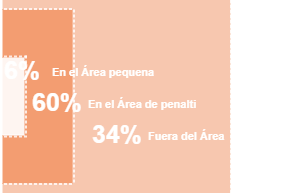 6% En el Área pequena
60% En el Área de penalti
34% Fuera del Área